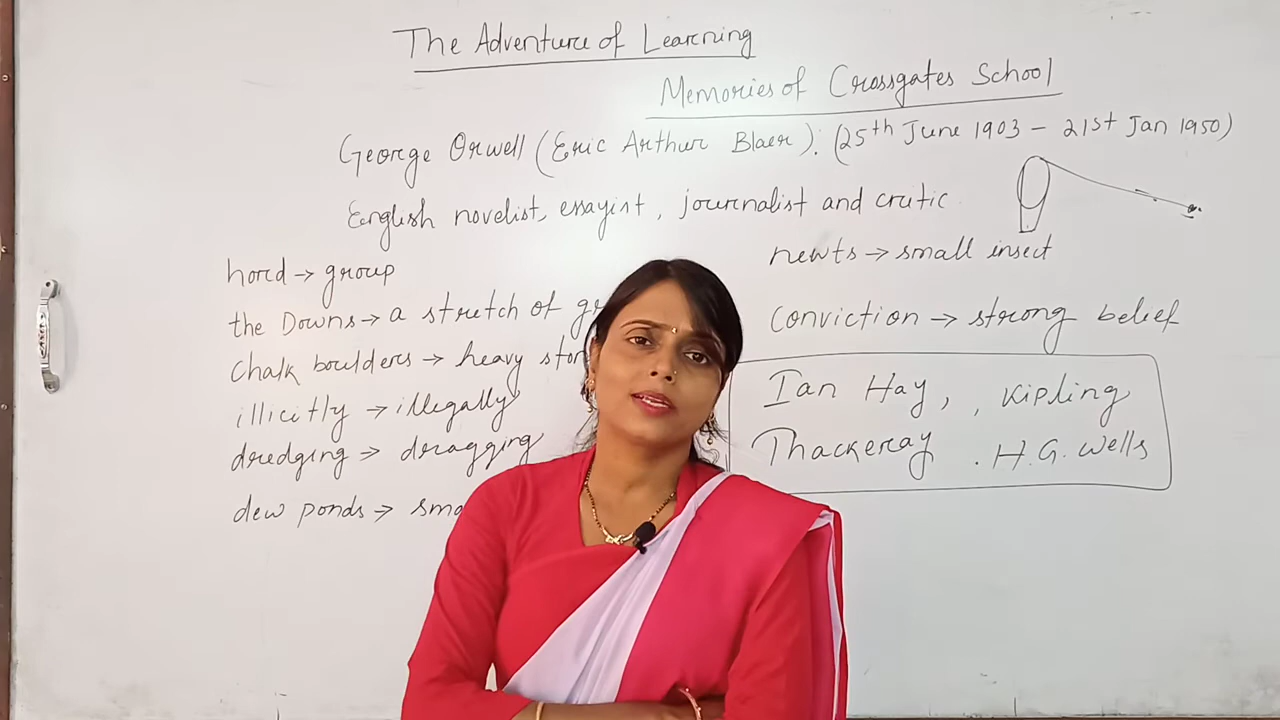 The Adventure of Learning
Memories of Crossgates School
George Orwell (Eric Arthur Blaer): (25th June 1903 - 21st Jan 1950)
English novelist, essayist, journalist and critic
hord → group
the Downs → a stretch of
chalk boulders → heavy
illicitly → illegally
dredging → dragging
dew ponds →
newts → small insect
conviction → strong belief
Ian Hay, , Kipling
Thackeray . H.G. Wells